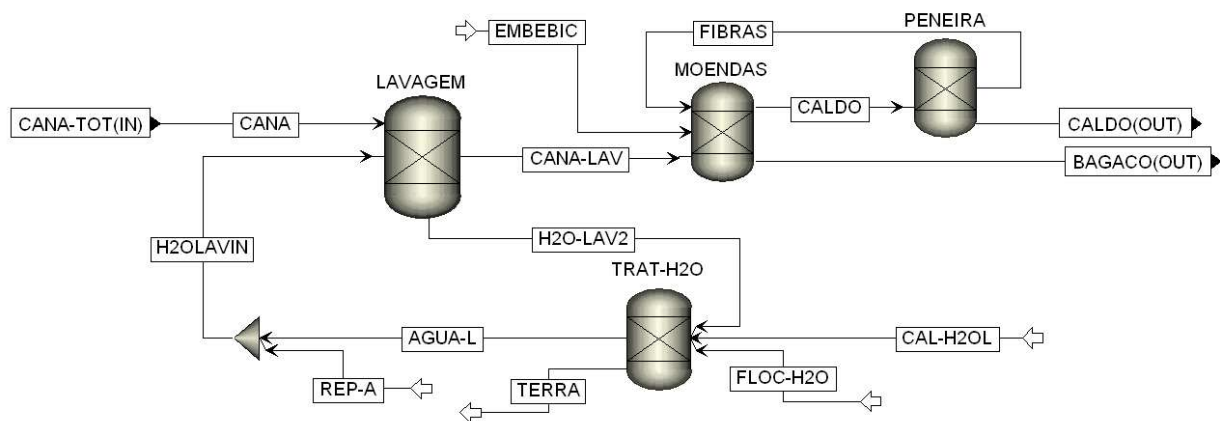 PENEIRA
EMBEBIC
FIBRAS
MOENDAS
LAVAGEM
CANA-TOT(IN)
CANA
CALDO
CALDO(OUT)
CANA-LAV
BAGACO(OUT)
H2OLAVIN
H2O-LAV2
TRAT-H2O
AGUA-L
CAL-H2OL
REP-A
TERRA
FLOC-H2O